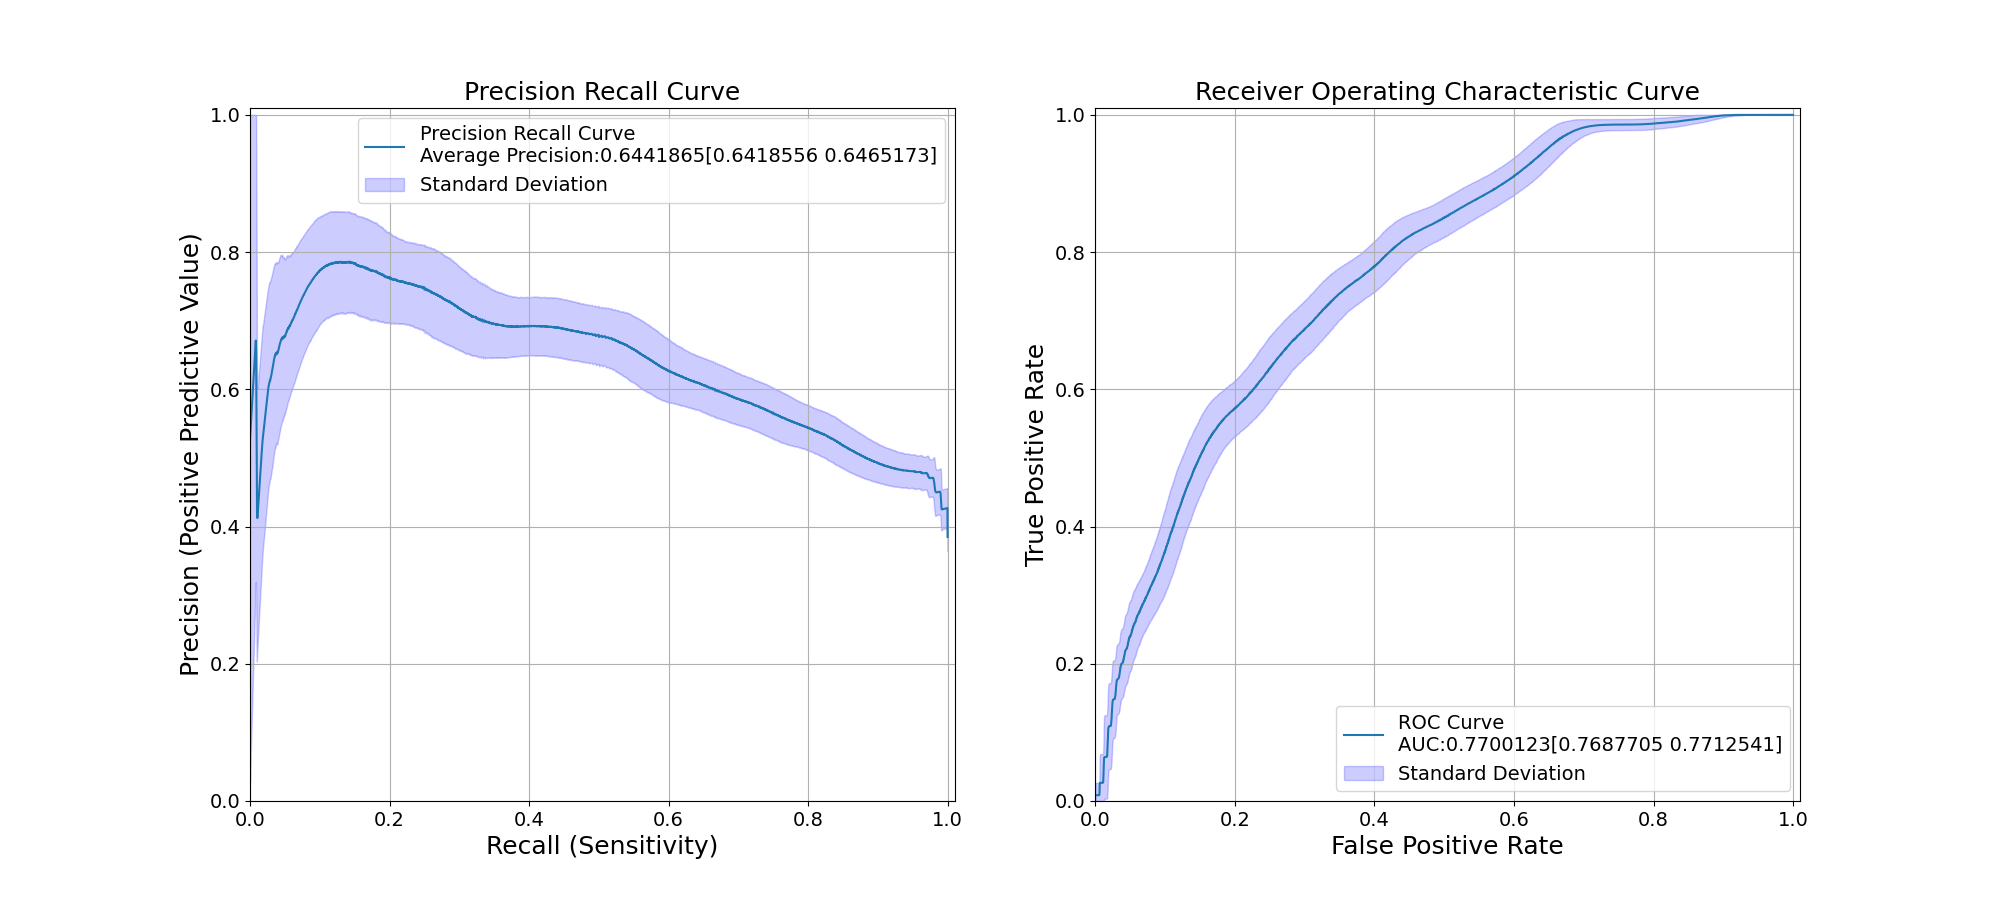 Precision Recall Curve
1.0
0.8
0.6
0.4
0.2
0.0
0.0 0.2 0.4 0.6 0.8 1.0
Precision (Positive Predictive Value)
Recall (Sensitivity)
Precision Recall Curve
Average Precision:0.6441865[0.6418556 0.6465173]
Standard Deviation
Receiver Operating Characteristic Curve
1.0
0.8
0.6
0.4
0.2
0.0
0.0 0.2 0.4 0.6 0.8 1.0
True Positive Rate
False Positive Rate
ROC Curve
AUC:0.7700123[0.7687705 0.7712541]
Standard Deviation